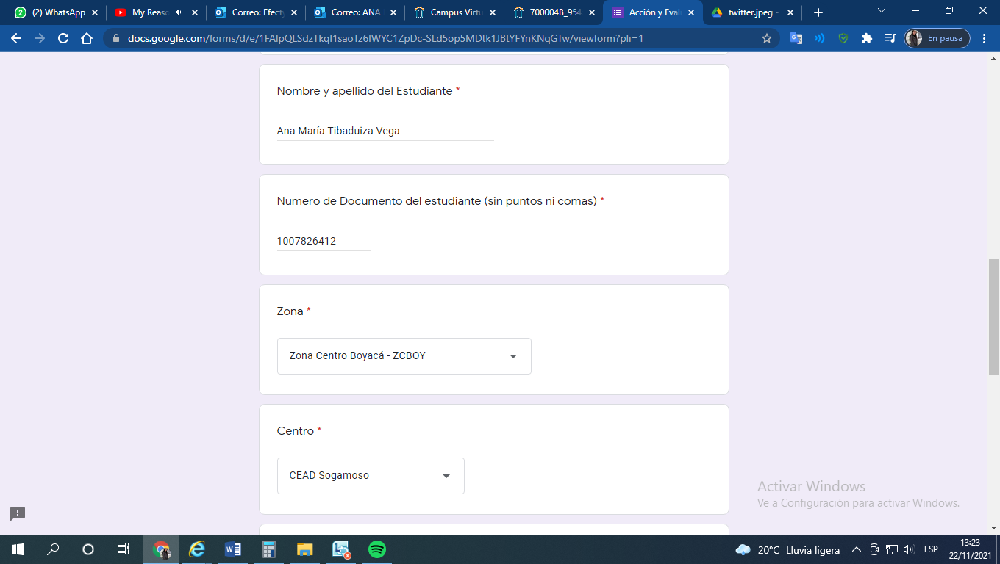 (2) WhatsApp
My Reaso
Correo: Efecty
Correo: ANA
Campus Virtu
700004B_954
Acción y Eval
twitter.jpeg -
docs.google.com/forms/d/e/1FAIpQLSdzTkqI1saoTz6lWYC1ZpDc-SLd5op5MDtk1JBtYFYnKNqGTw/viewform?pli=1
En pausa
Nombre y apellido del Estudiante *
Ana María Tibaduiza Vega
Numero de Documento del estudiante (sin puntos ni comas) *
1007826412
Zona *
Zona Centro Boyacá - ZCBOY
Centro *
CEAD Sogamoso
Activar Windows
Ve a Configuración para activar Windows.
20°C Lluvia ligera
ESP
13:23
22/11/2021